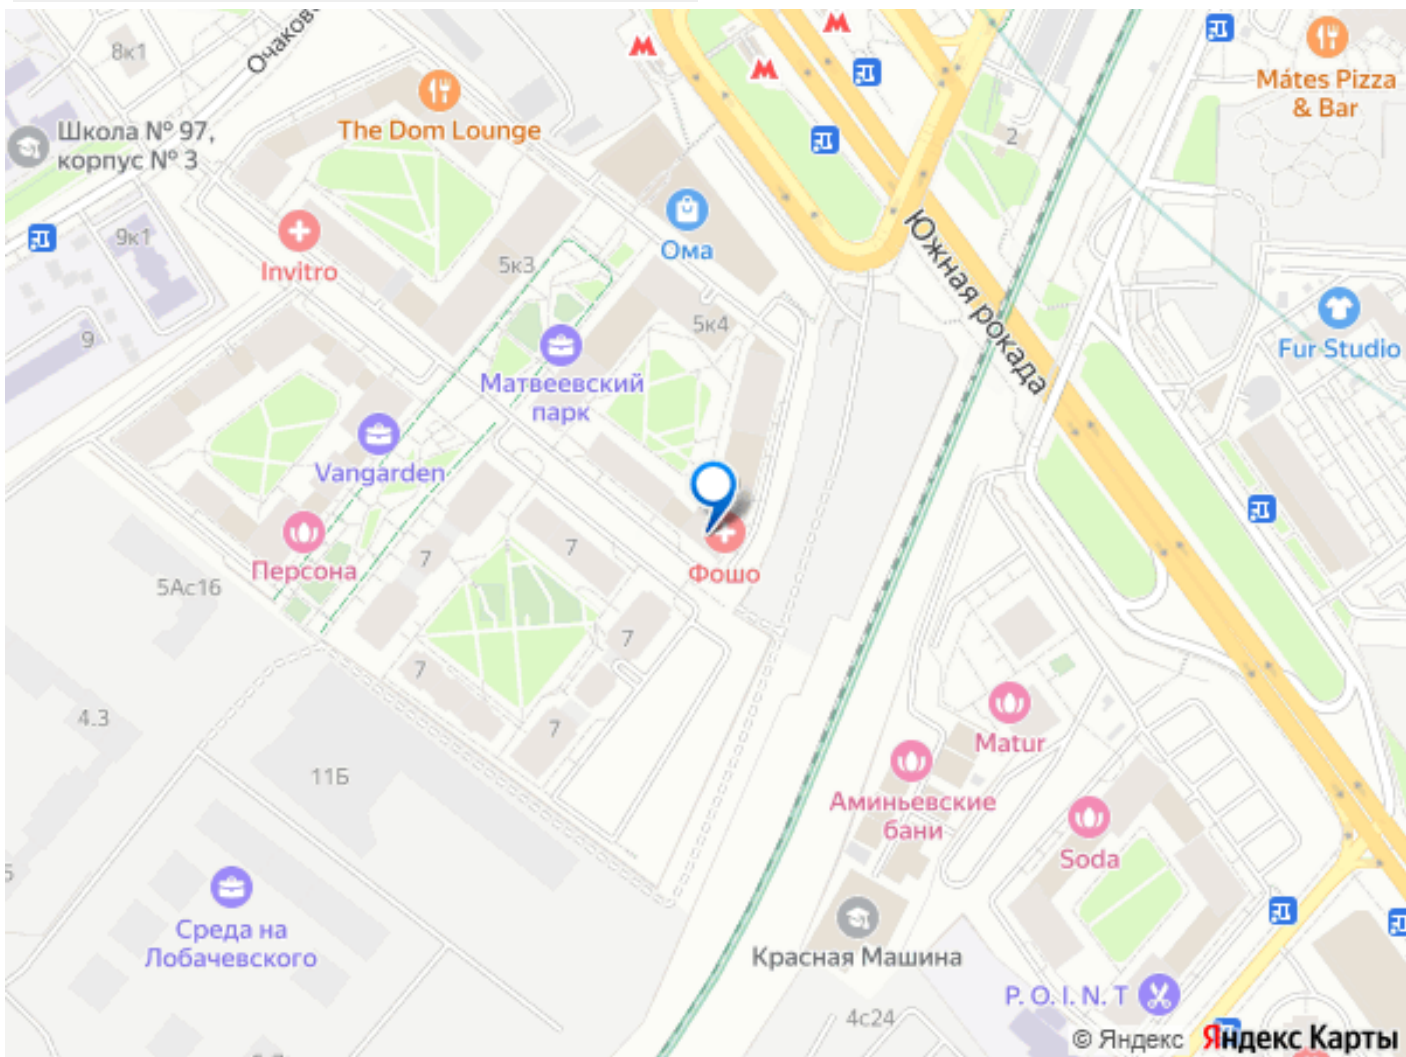 8к1
Очаково
Школа № 97,
корпус № 3
The Dom Lounge
Mátes Pizza
& Bar
2
9к1
Invitro
5к3
Ома
Южная рокада
9
5к4
Fur Studio
Матвеевский
парк
Vangarden
Персона
Фошо
5Ас16
7
7
7
7
7
4.3
11Б
Matur
Аминьевские
бани
Soda
Среда на
Лобачевского
Красная Машина
P. O. I. N. T
4с24
© Яндекс Яндекс Карты